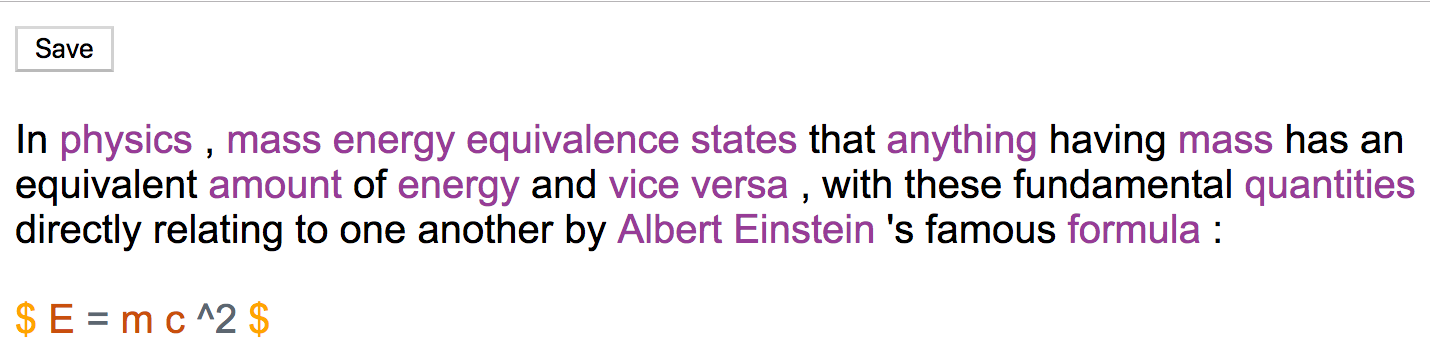 Save
In physics , mass energy equivalence states that anything having mass has an
equivalent amount of energy and vice versa , with these fundamental quantities
directly relating to one another by Albert Einstein 's famous formula :
$ E = m c ^2 $